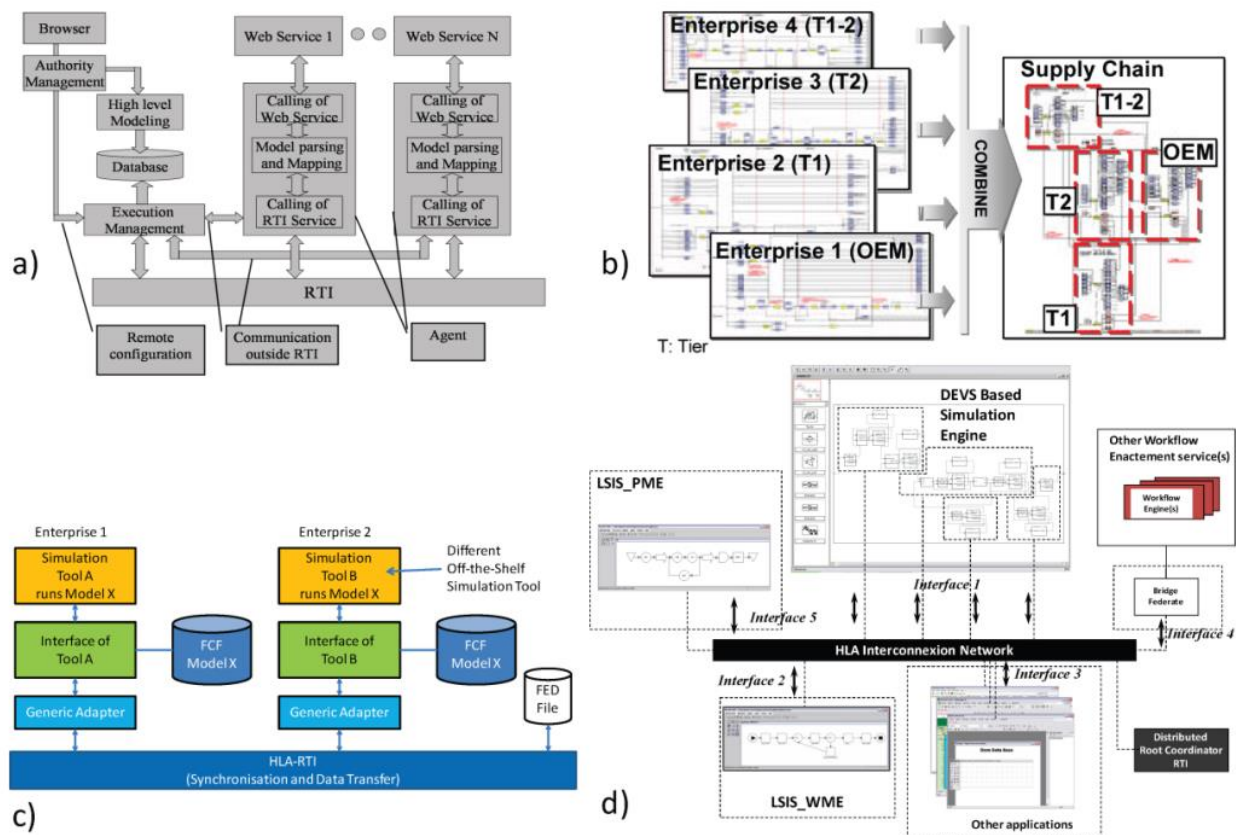 Browser
Authority
Management
High level
Modeling
Database
Execution
Management
Web Service 1
Web Service N
Calling of
Web Service
Model parsing
and Mapping
Calling of
RTI Service
Calling of
Web Service
Model parsing
and Mapping
Calling of
RTI Service
RTI
Remote
configuration
Communication
outside RTI
Agent
a)
Enterprise 4 (T1-2)
Enterprise 3 (T2)
Enterprise 2 (T1)
Enterprise 1 (OEM)
T: Tier
COMBINE
Supply Chain
T1-2
OEM
T2
T1
b)
Enterprise 1
Simulation
Tool A
runs Model X
Interface of
Tool A
Generic Adapter
FCF
Model X
Enterprise 2
Simulation
Tool B
runs Model X
Interface of
Tool B
Generic Adapter
FCF
Model X
Different
Off-the-Shelf
Simulation Tool
FED
File
HLA-RTI
(Synchronisation and Data Transfer)
c)
DEVS Based
Simulation
Engine
LSIS_PME
Other Workflow
Enactement service(s)
Workflow
Engine(s)
Interface 1
Bridge
Federate
Interface 5
Interface 4
HLA Interconnexion Network
Interface 2
Interface 3
LSIS_WME
Other applications
Distributed
Root Coordinator
RTI
d)